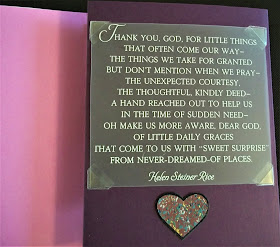 THANK YOU, GOD, FOR LITTLE THINGS
THAT OFTEN COME OUR WAY–
THE THINGS WE TAKE FOR GRANTED
BUT DON'T MENTION WHEN WE PRAY–
THE UNEXPECTED COURTESY,
THE THOUGHTFUL, KINDLY DEED–
A HAND REACHED OUT TO HELP US
IN THE TIME OF SUDDEN NEED–
OH MAKE US MORE AWARE, DEAR GOD,
OF LITTLE DAILY GRACES
THAT COME TO US WITH "SWEET SURPRISE"
FROM NEVER-DREAMED-OF PLACES.
Helen Steiner Rice